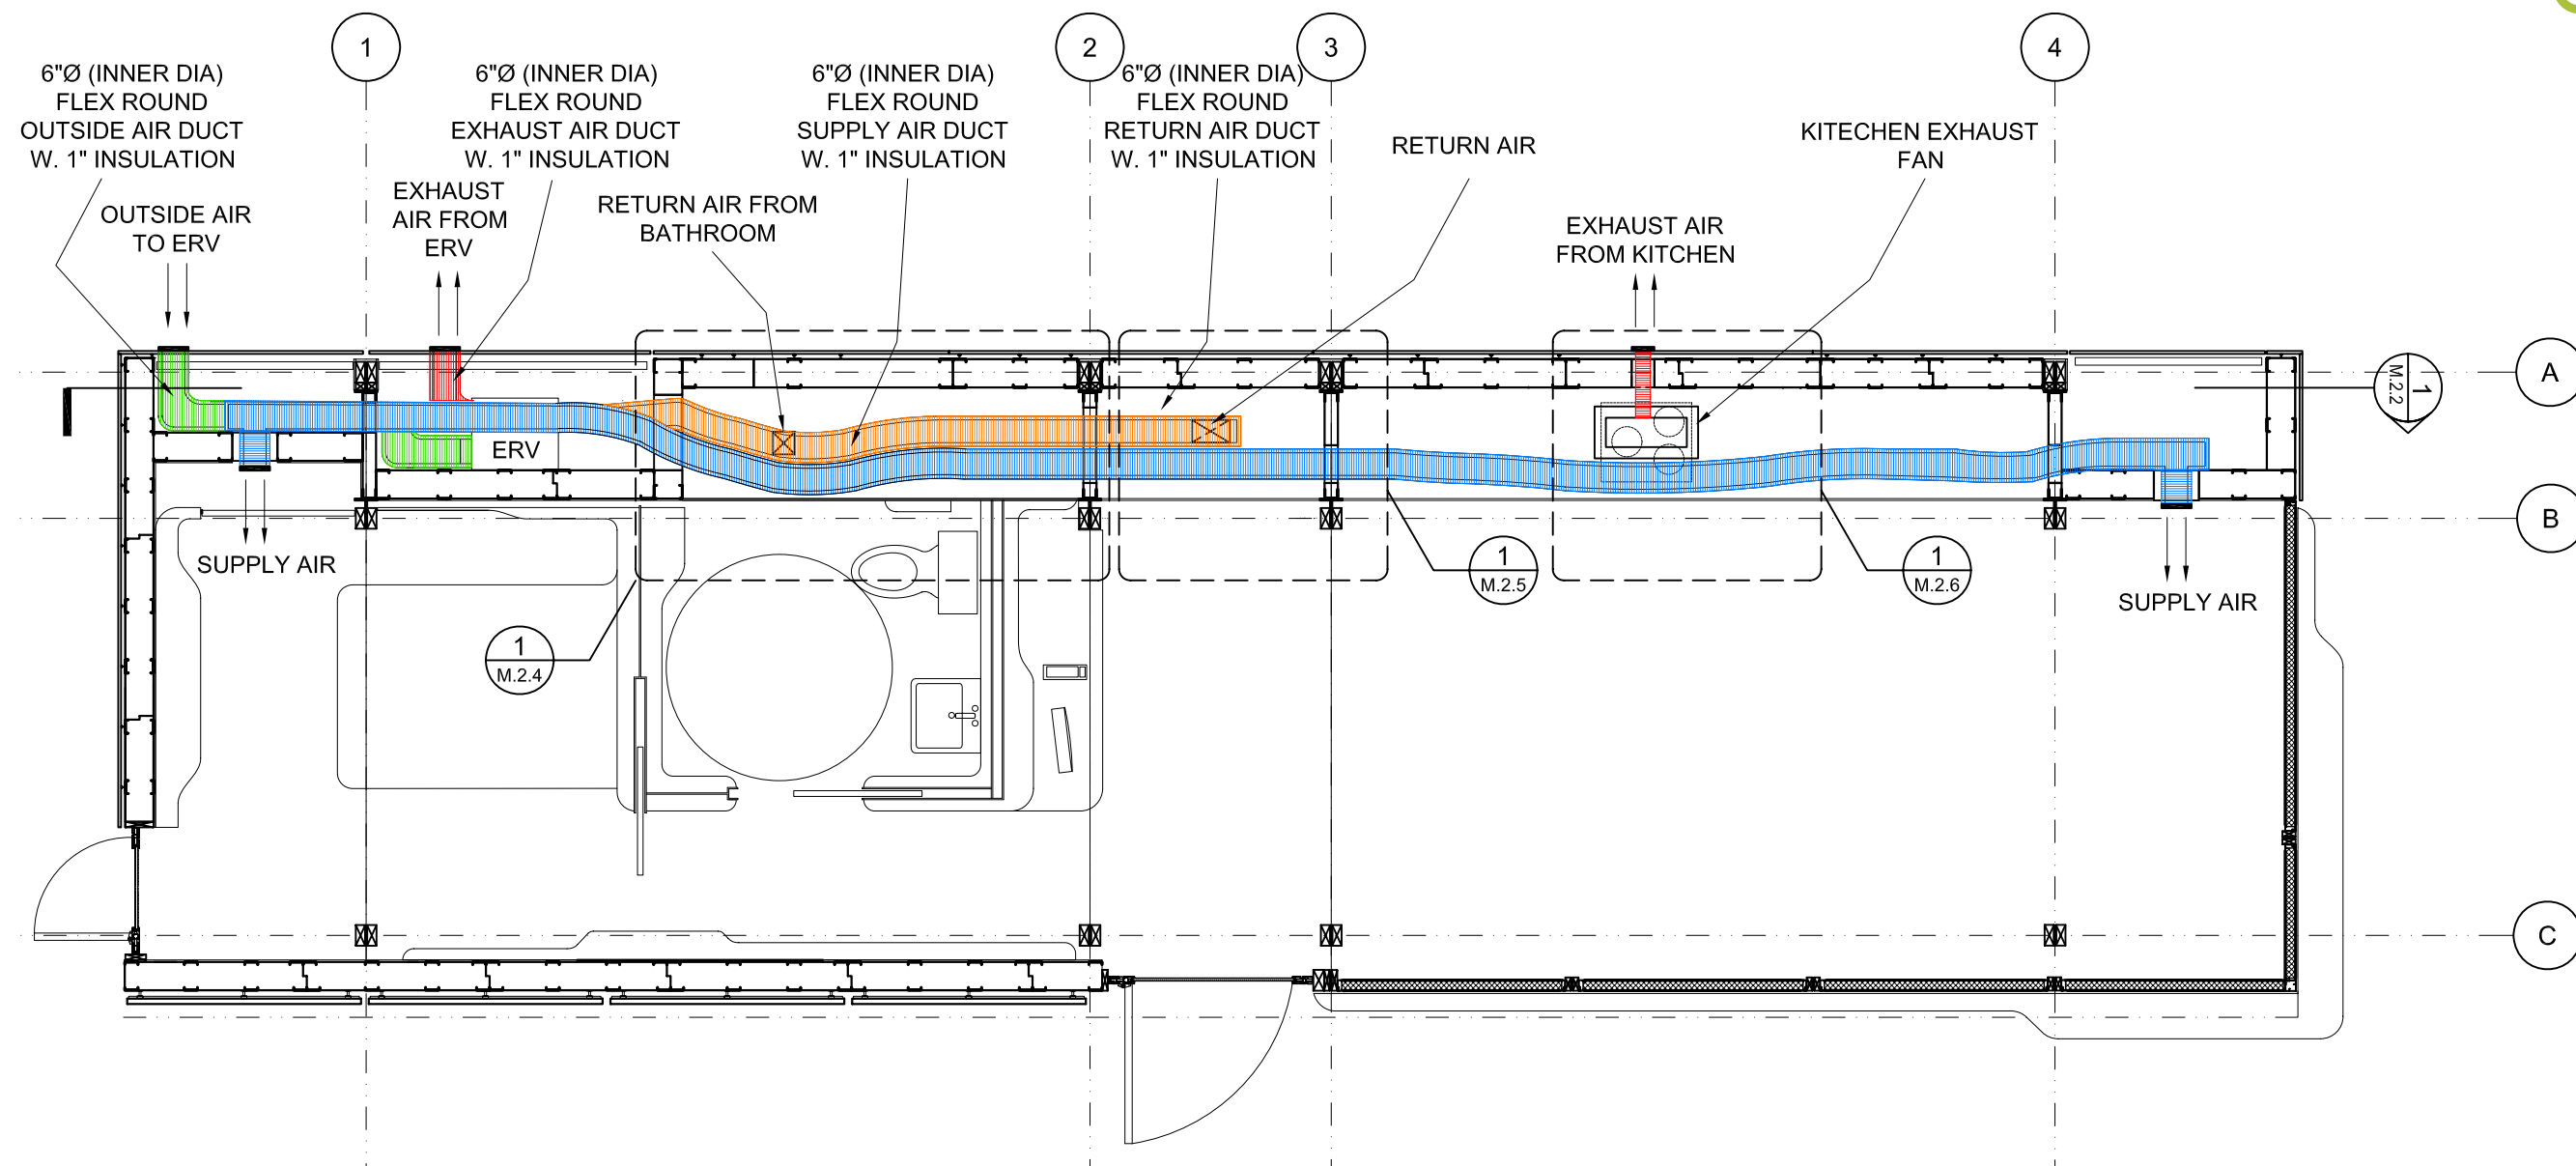 1
2
3
4
6"Ø (INNER DIA)
FLEX ROUND
OUTSIDE AIR DUCT
W. 1" INSULATION
6"Ø (INNER DIA)
FLEX ROUND
EXHAUST AIR DUCT
W. 1" INSULATION
6"Ø (INNER DIA)
FLEX ROUND
SUPPLY AIR DUCT
W. 1" INSULATION
6"Ø (INNER DIA)
FLEX ROUND
RETURN AIR DUCT
W. 1" INSULATION
RETURN AIR
KITECHEN EXHAUST
FAN
OUTSIDE AIR
TO ERV
EXHAUST
AIR FROM
ERV
RETURN AIR FROM
BATHROOM
EXHAUST AIR
FROM KITCHEN
A
1
M.2.2
ERV
B
SUPPLY AIR
1
M.2.5
1
M.2.6
SUPPLY AIR
1
M.2.4
C